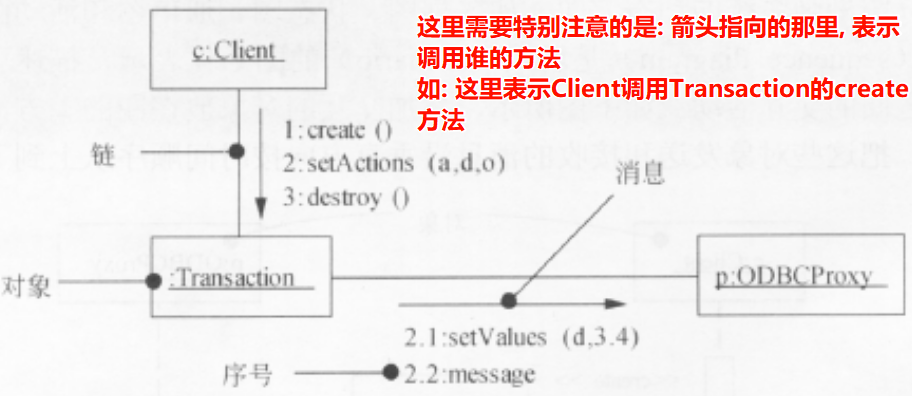 c:Client
这里需要特别注意的是: 箭头指向的那里, 表示
调用谁的方法
如: 这里表示Client调用Transaction的create
方法
1:create ()
链
2:setActions (a,d,o)
3:destroy ()
消息
:Transaction
p:ODBCProxy
对象
2.1:setValues (d,3.4)
序号
2.2:message